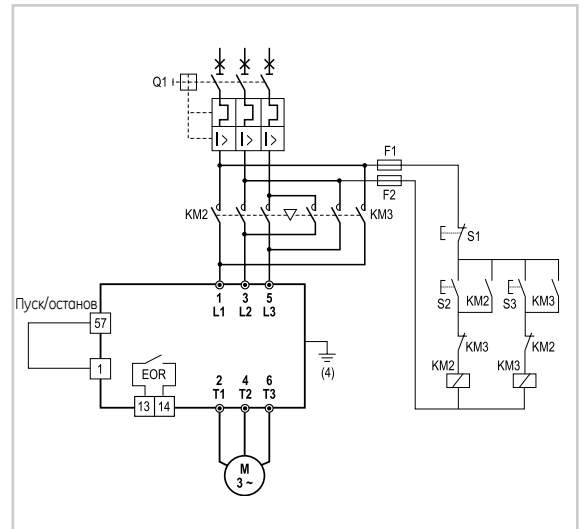 Q1
F1
F2
KM2
KM3
S1
1 3 5
L1 L2 L3
S2 KM2 S3 KM3
Пуск/останов
57
1
EOR
13 14
(4)
2 4 6
T1 T2 T3
KM3 KM2
KM2 KM3
M
3 ~